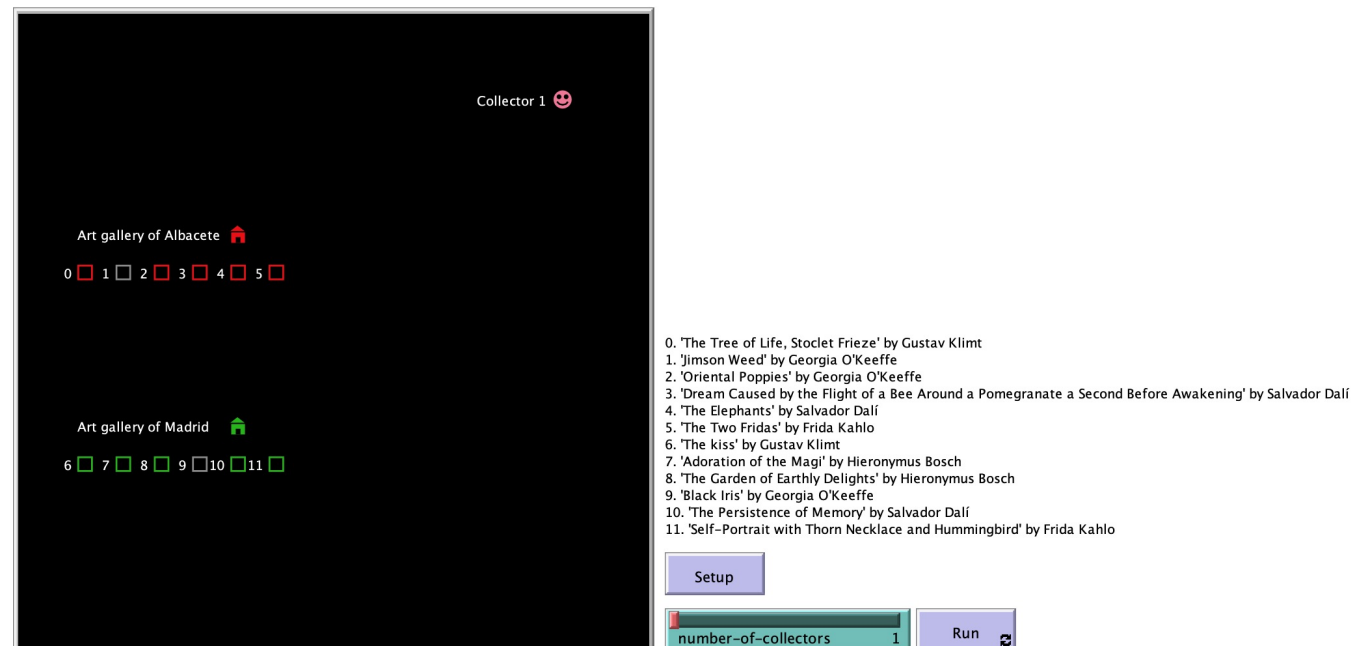 Collector 1
Art gallery of Albacete
0 1 2 3 4 5
Art gallery of Madrid
6 7 8 9 10 11
0. 'The Tree of Life, Stoclet Frieze' by Gustav Klimt
1. 'Jimson Weed' by Georgia O'Keeffe
2. 'Oriental Poppies' by Georgia O'Keeffe
3. 'Dream Caused by the Flight of a Bee Around a Pomegranate a Second Before Awakening' by Salvador Dalí
4. 'The Elephants' by Salvador Dalí
5. 'The Two Fridas' by Frida Kahlo
6. 'The kiss' by Gustav Klimt
7. 'Adoration of the Magi' by Hieronymus Bosch
8. 'The Garden of Earthly Delights' by Hieronymus Bosch
9. 'Black Iris' by Georgia O'Keeffe
10. 'The Persistence of Memory' by Salvador Dalí
11. 'Self-Portrait with Thorn Necklace and Hummingbird' by Frida Kahlo
Setup
number-of-collectors 1
Run